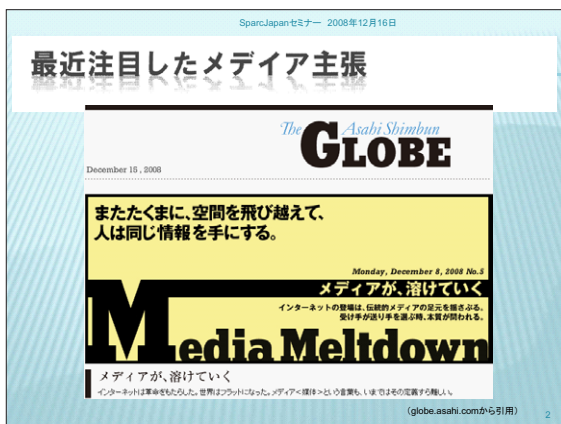 SparcJapanセミナー 2008年12月16日
最近注目したメデイア主張
The Asahi Shimbun
GLOBE
December 15 , 2008
またたくまに、空間を飛び越えて、
人は同じ情報を手にする。
Monday, December 8, 2008 No.5
メディアが、溶けていく
インターネットの登場は、伝統的メディアの足元を揺さぶる。
受け手が送り手を選ぶ時、本質が問われる。
Media Meltdown
メディアが、溶けていく
インターネットは革命をもたらした。世界はフラットになった。メディア<媒体>という言葉も、いまではその定義すら難しい。
（globe.asahi.comから引用）
2